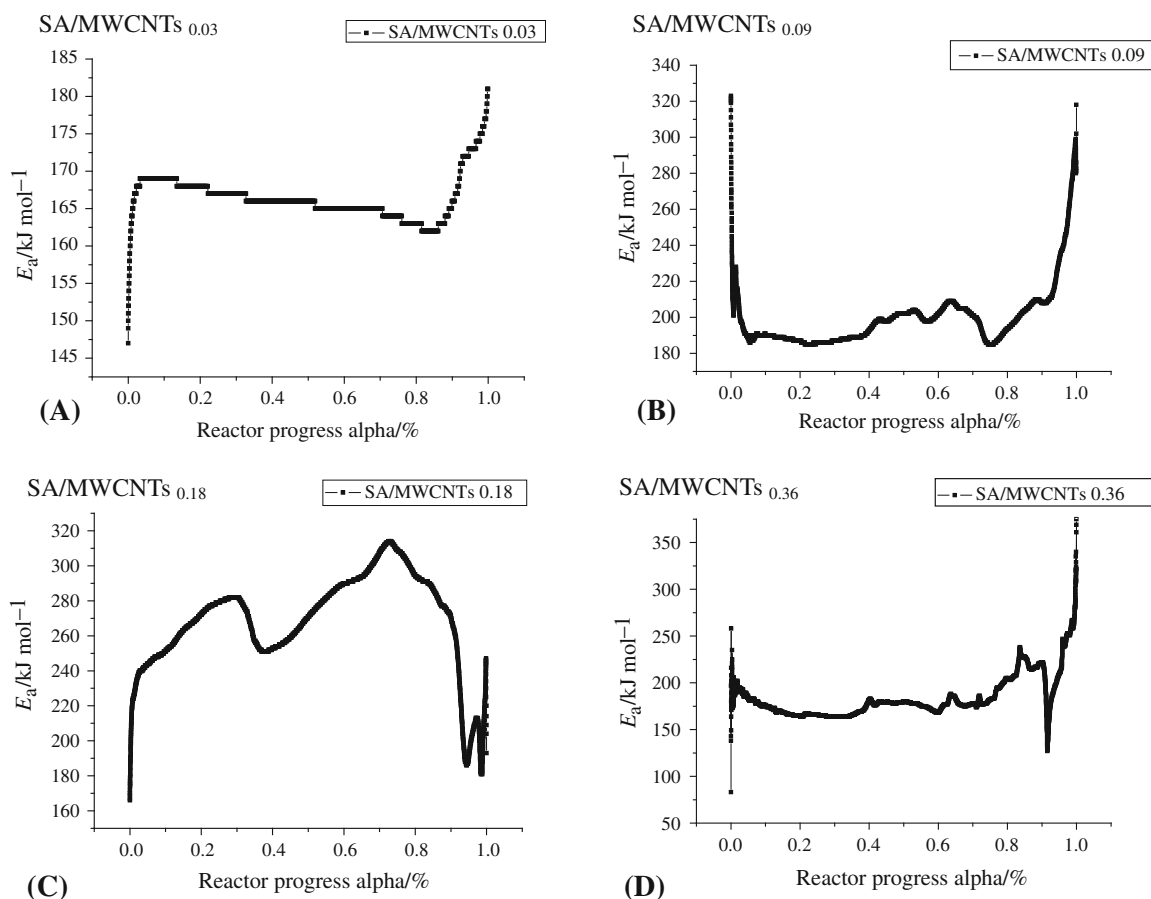 SA/MWCNTs 0.03
SA/MWCNTs 0.03
185
180
175
170
165
160
155
150
145
Ea/kJ mol−1
0.0 0.2 0.4 0.6 0.8 1.0
(A)
Reactor progress alpha/%
SA/MWCNTs 0.09
SA/MWCNTs 0.09
340
320
300
280
260
240
220
200
180
Ea/kJ mol−1
0.0 0.2 0.4 0.6 0.8 1.0
(B)
Reactor progress alpha/%
SA/MWCNTs 0.18
SA/MWCNTs 0.18
320
300
280
260
240
220
200
180
160
Ea/kJ mol−1
0.0 0.2 0.4 0.6 0.8 1.0
(C)
Reactor progress alpha/%
SA/MWCNTs 0.36
SA/MWCNTs 0.36
350
300
250
200
150
100
50
Ea/kJ mol−1
0.0 0.2 0.4 0.6 0.8 1.0
(D)
Reactor progress alpha/%